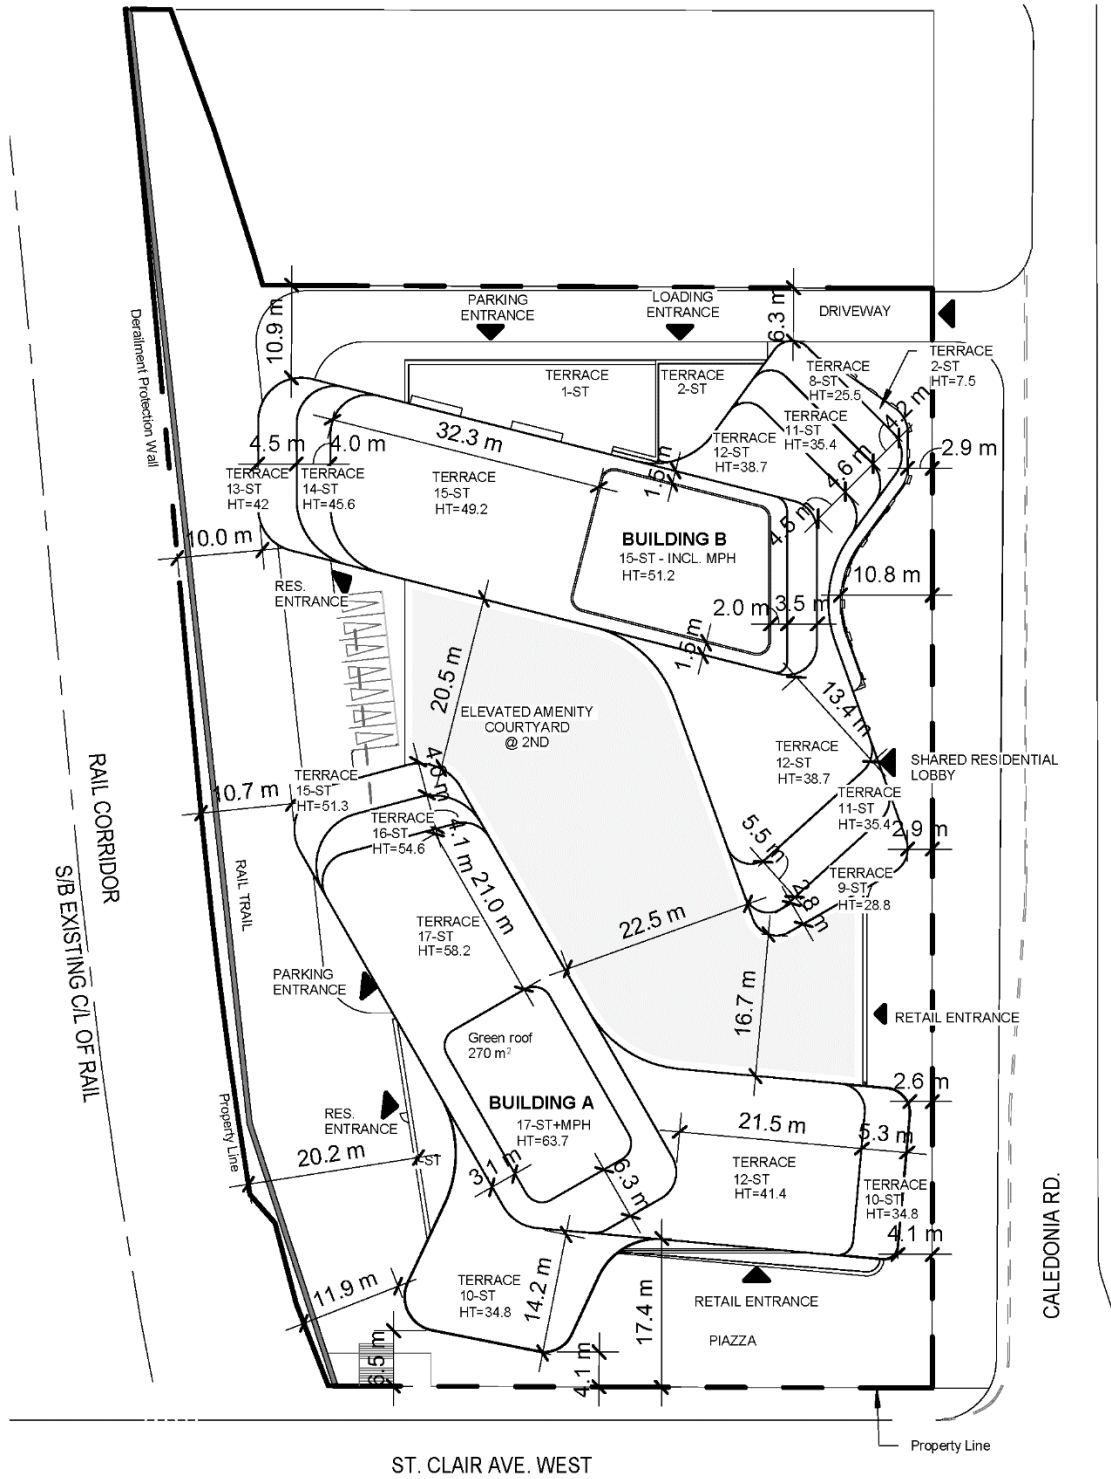 PARKING
ENTRANCE
LOADING
ENTRANCE
6.3 m
DRIVEWAY
10.9 m
Derailment Protection Wall
TERRACE
1-ST
TERRACE
2-ST
TERRACE
8-ST
HT=25.5
TERRACE
2-ST
HT=7.5
4.2 m
TERRACE
11-ST
HT=35.4
TERRACE
12-ST
HT=38.7
2.9 m
4.6 m
4.5 m
4.5 m
4.0 m
32.3 m
1.5 m
TERRACE
13-ST
HT=42
TERRACE
14-ST
HT=45.6
TERRACE
15-ST
HT=49.2
10.0 m
BUILDING B
15-ST - INCL. MPH
HT=51.2
RES.
ENTRANCE
10.8 m
2.0 m
3.5 m
1.5 m
20.5 m
ELEVATED AMENITY
COURTYARD
@ 2ND
13.4 m
TERRACE
12-ST
HT=38.7
SHARED RESIDENTIAL
LOBBY
RAIL CORRIDOR
S/B EXISTING C/L OF RAIL
10.7 m
TERRACE
15-ST
HT=51.3
TERRACE
16-ST
HT=54.6
4.1 m
21.0 m
TERRACE
11-ST
HT=35.4
2.9 m
5.5 m
2.8 m
TERRACE
9-ST
HT=28.8
RAIL TRAIL
TERRACE
17-ST
HT=58.2
22.5 m
PARKING
ENTRANCE
16.7 m
RETAIL ENTRANCE
Green roof
270 m²
BUILDING A
17-ST+MPH
HT=63.7
2.6 m
21.5 m
5.3 m
RES.
ENTRANCE
Property Line
20.2 m
-ST
3.1 m
6.3 m
TERRACE
12-ST
HT=41.4
TERRACE
10-ST
HT=34.8
4.1 m
CALEDONIA RD.
11.9 m
TERRACE
10-ST
HT=34.8
14.2 m
17.4 m
RETAIL ENTRANCE
PIAZZA
6.5 m
4.1 m
Property Line
ST. CLAIR AVE. WEST